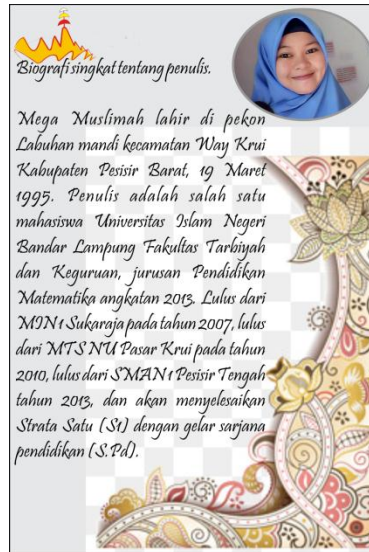 Biografi singkat tentang penulis.
Mega Muslimah lahir di pekon
Labuhan mandi kecamatan Way Krui
Kabupaten Pesisir Barat, 19 Maret
1995. Penulis adalah salah satu
mahasiswa Universitas Islam Negeri
Bandar Lampung Fakultas Tarbiyah
dan Keguruan, jurusan Pendidikan
Matematika angkatan 2013. Lulus dari
MIN 1 Sukaraja pada tahun 2007, lulus
dari MTS NU Pasar Krui pada tahun
2010, lulus dari SMAN 1 Pesisir Tengah
tahun 2013, dan akan menyelesaikan
Strata Satu (S1) dengan gelar sarjana
pendidikan (S.Pd).